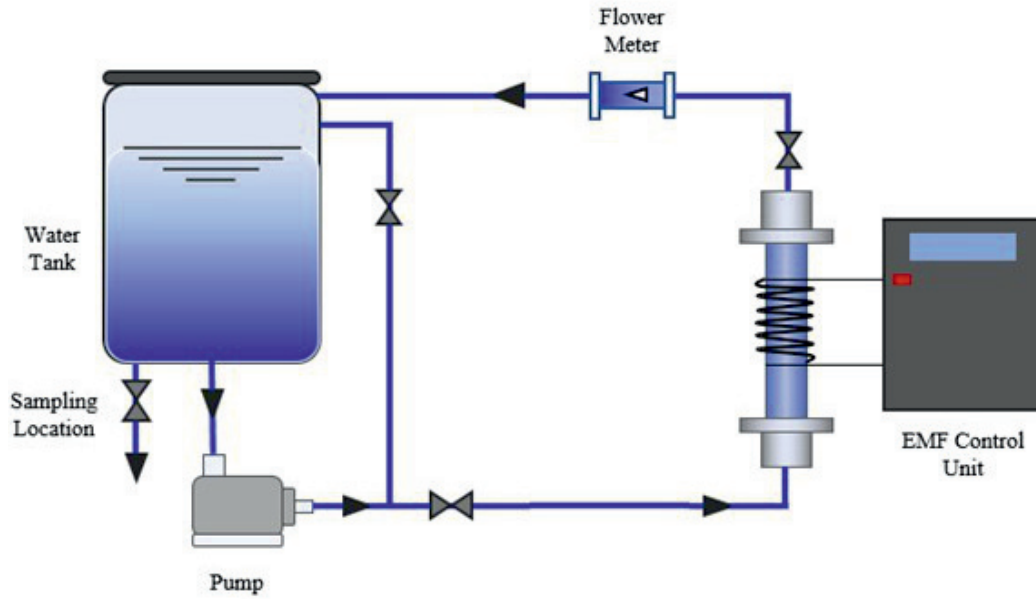 Flower
Meter
Water
Tank
Sampling
Location
EMF Control
Unit
Pump